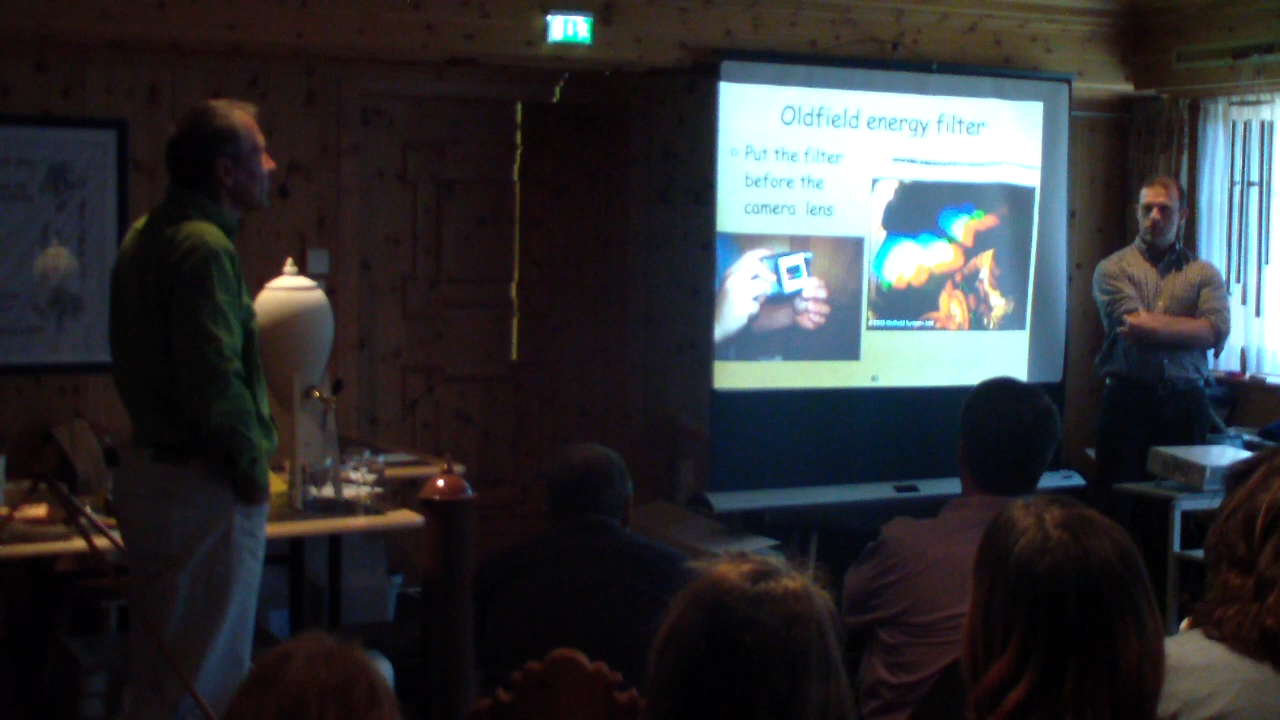 Oldfield energy filter
Put the filter
before the
camera lens